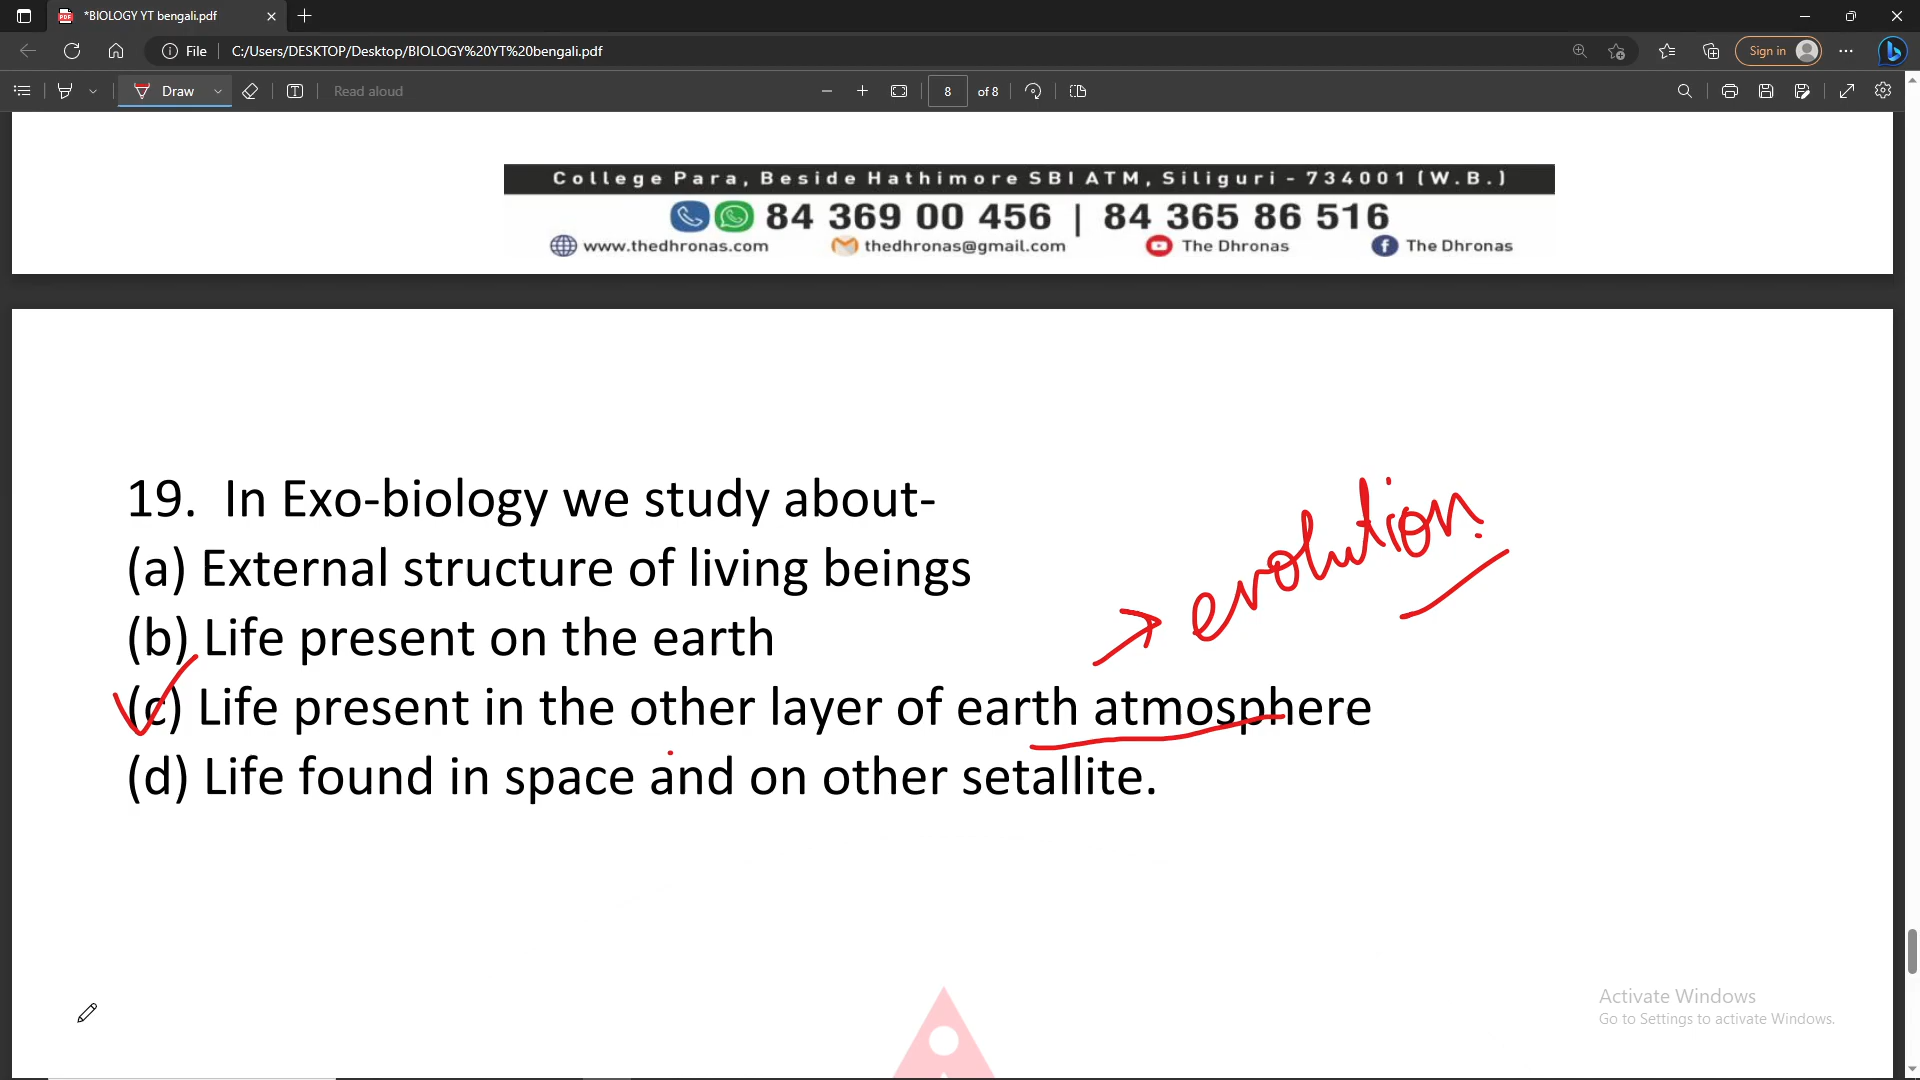 *BIOLOGY YT bengali.pdf
File
C:/Users/DESKTOP/Desktop/BIOLOGY%20YT%20bengali.pdf
Sign in
Draw
Read aloud
8
of 8
College Para, Beside Hathimore SBI ATM, Siliguri - 734001 (W.B.)
84 369 00 456 | 84 365 86 516
www.thedhronas.com
thedhronas@gmail.com
The Dhronas
The Dhronas
19. In Exo-biology we study about-
(a) External structure of living beings
(b) Life present on the earth
(c) Life present in the other layer of earth atmosphere
(d) Life found in space and on other setallite.
evolution
Activate Windows
Go to Settings to activate Windows.